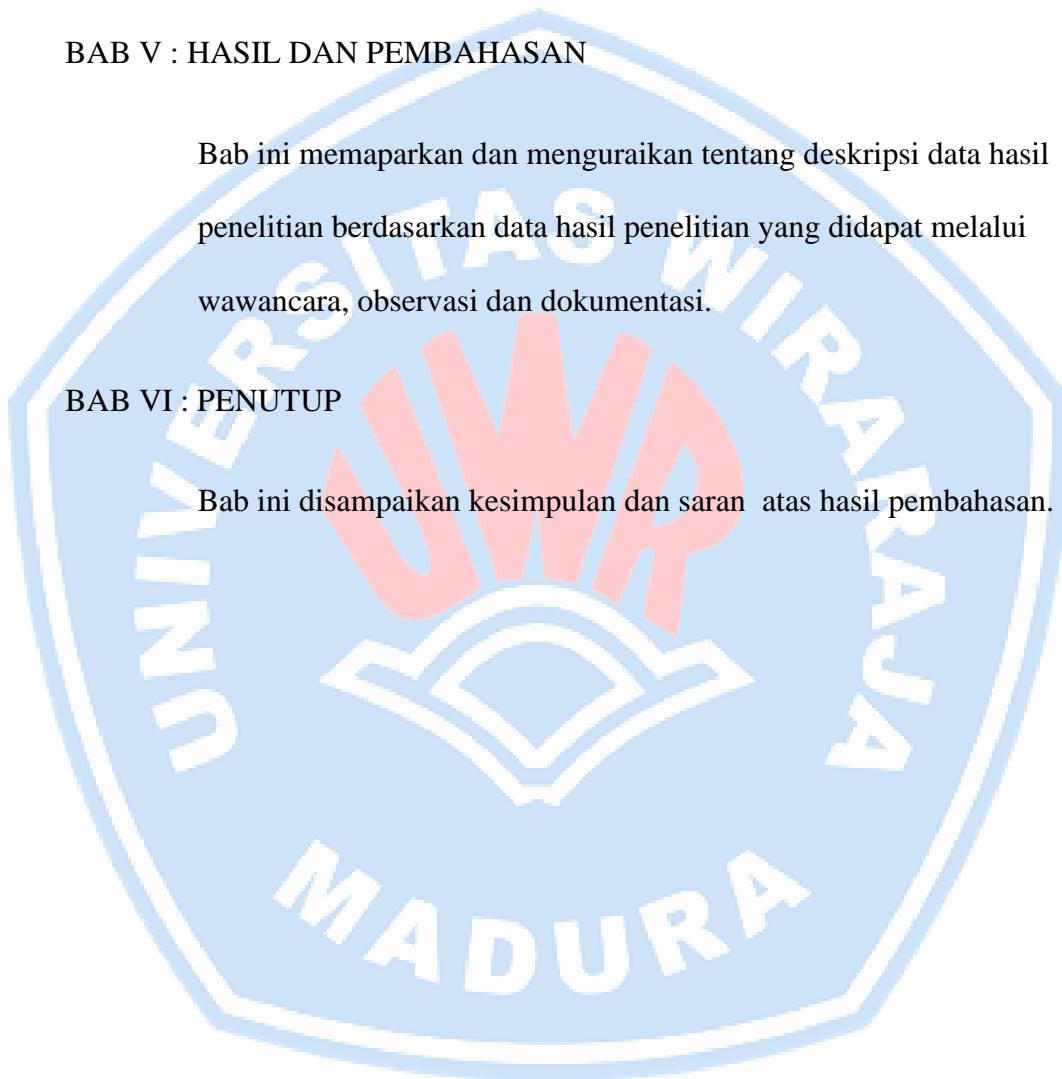 BAB V : HASIL DAN PEMBAHASAN
Bab ini memaparkan dan menguraikan tentang deskripsi data hasil
penelitian berdasarkan data hasil penelitian yang didapat melalui
wawancara, observasi dan dokumentasi.
BAB VI : PENUTUP
Bab ini disampaikan kesimpulan dan saran  atas hasil pembahasan.
UNIVERSITAS WIRARAJA
UWR
MADURA